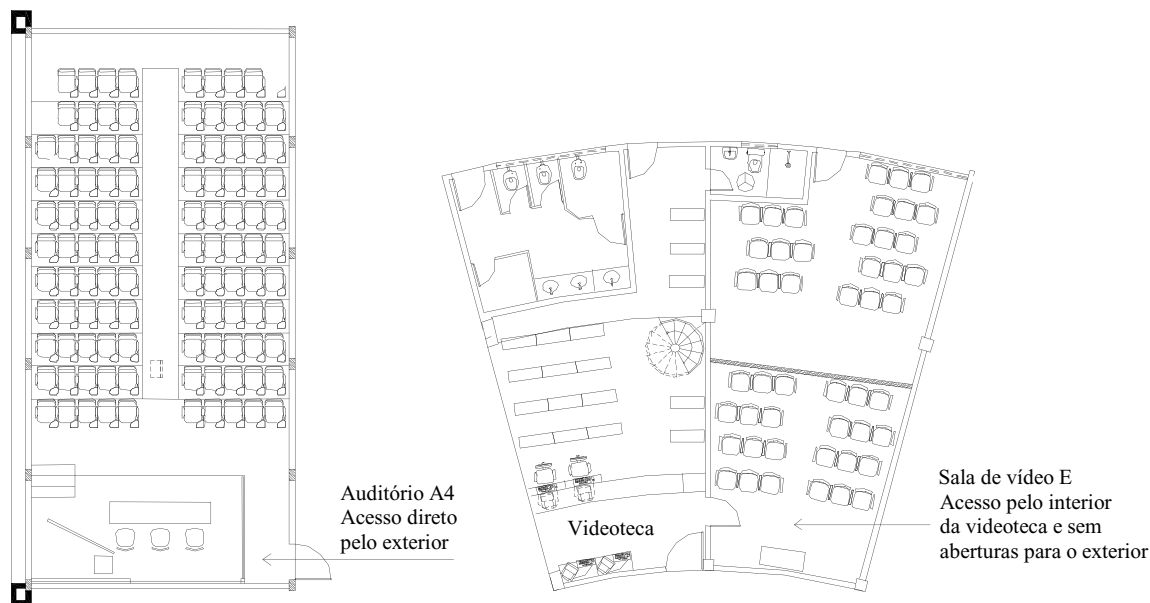 Auditório A4
Acesso direto
pelo exterior
Videoteca
Sala de vídeo E
Acesso pelo interior
da videoteca e sem
aberturas para o exterior